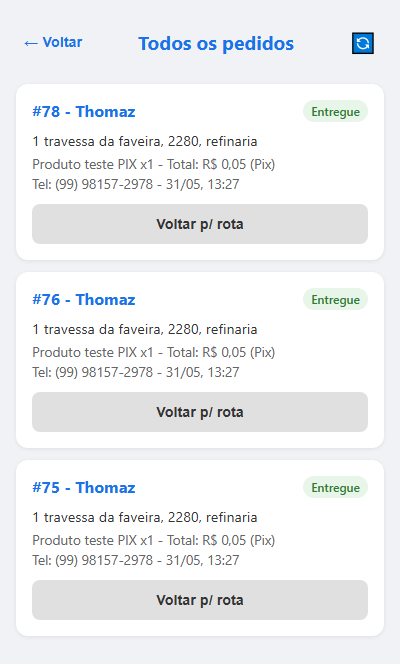 ← Voltar
Todos os pedidos
#78 - Thomaz
Entregue
1 travessa da faveira, 2280, refinaria
Produto teste PIX x1 - Total: R$ 0,05 (Pix)
Tel: (99) 98157-2978 - 31/05, 13:27
Voltar p/ rota
#76 - Thomaz
Entregue
1 travessa da faveira, 2280, refinaria
Produto teste PIX x1 - Total: R$ 0,05 (Pix)
Tel: (99) 98157-2978 - 31/05, 13:27
Voltar p/ rota
#75 - Thomaz
Entregue
1 travessa da faveira, 2280, refinaria
Produto teste PIX x1 - Total: R$ 0,05 (Pix)
Tel: (99) 98157-2978 - 31/05, 13:27
Voltar p/ rota